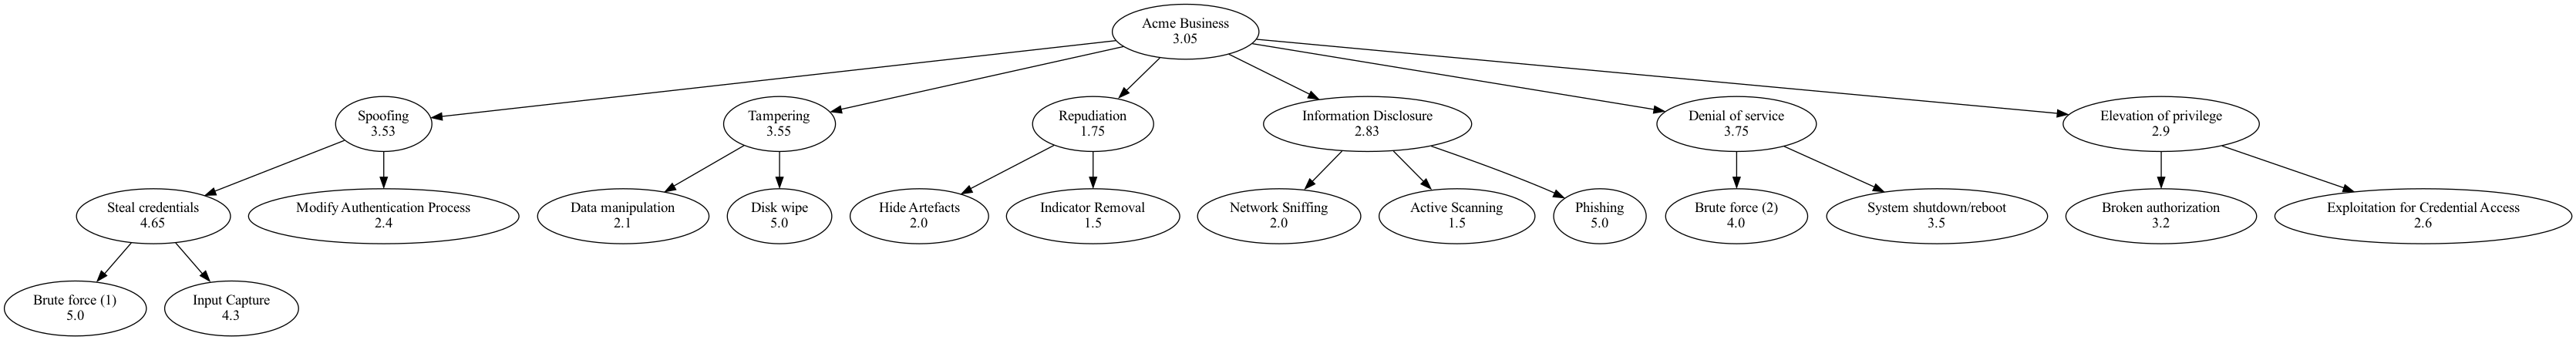 Acme Business
3.05
Spoofing
3.53
Tampering
3.55
Repudiation
1.75
Information Disclosure
2.83
Denial of service
3.75
Elevation of privilege
2.9
Steal credentials
4.65
Modify Authentication Process
2.4
Data manipulation
2.1
Disk wipe
5.0
Hide Artefacts
2.0
Indicator Removal
1.5
Network Sniffing
2.0
Active Scanning
1.5
Phishing
5.0
Brute force (2)
4.0
System shutdown/reboot
3.5
Broken authorization
3.2
Exploitation for Credential Access
2.6
Brute force (1)
5.0
Input Capture
4.3